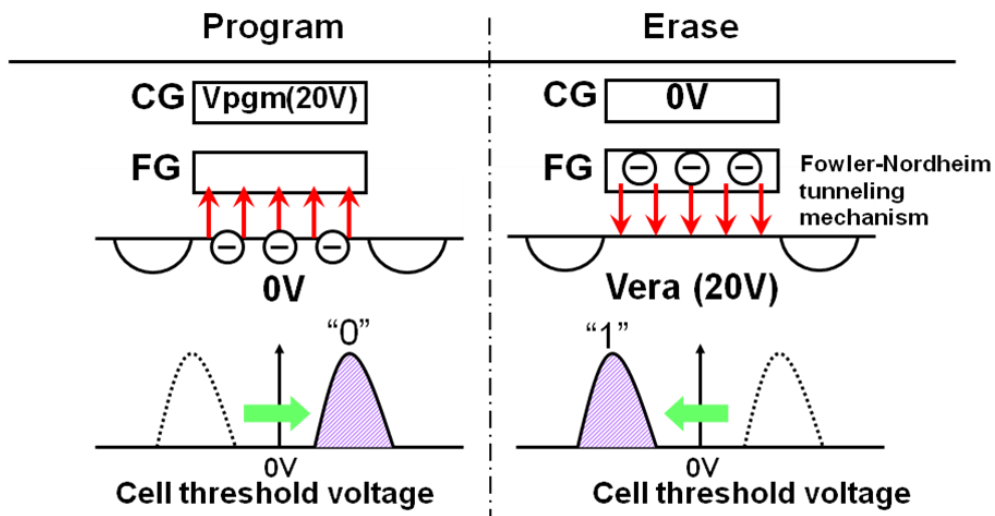 Program
CG Vpgm(20V)
FG
− − −
0V
“0”
0V
Cell threshold voltage
Erase
CG 0V
FG − − −
Fowler-Nordheim
tunneling
mechanism
Vera (20V)
“1”
0V
Cell threshold voltage